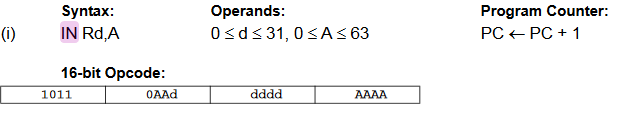 Syntax: Operands: Program Counter:
(i) IN Rd,A 0 ≤ d ≤ 31, 0 ≤ A ≤ 63 PC ← PC + 1
16-bit Opcode:
1011 0AAd dddd AAAA